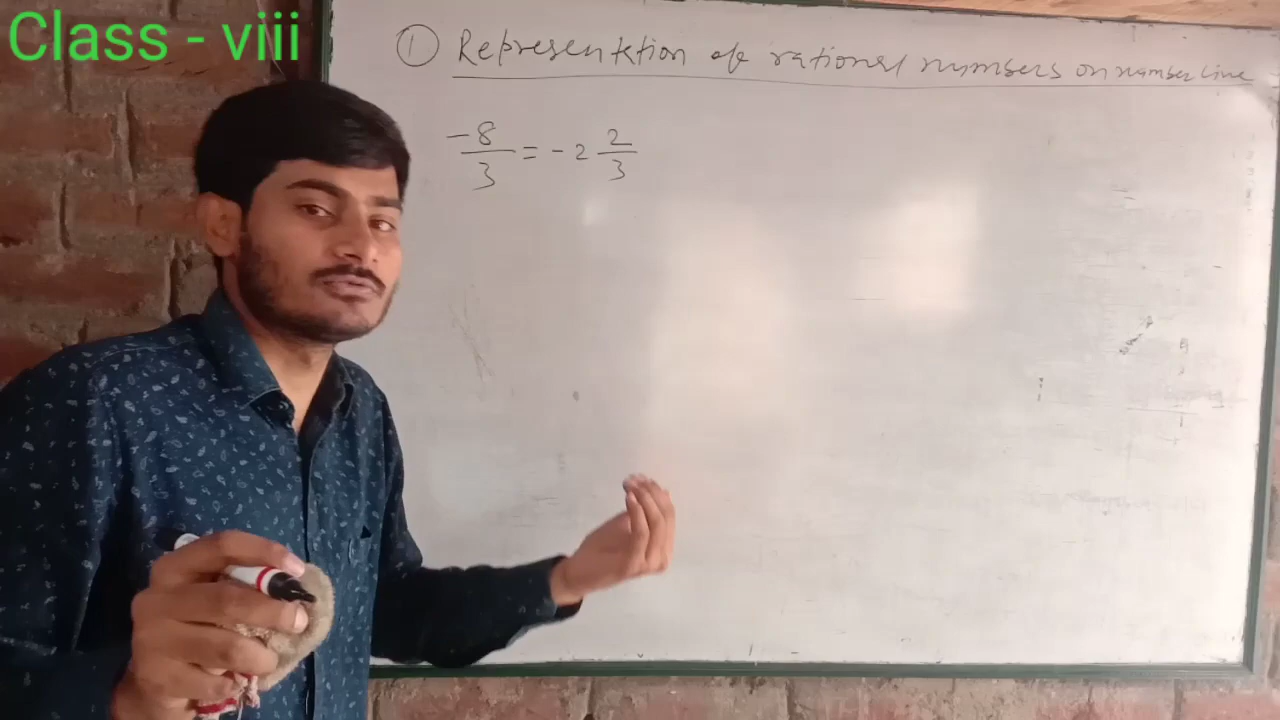 Class - viii
① Representation of rational numbers on number line
-8/3 = -2 2/3